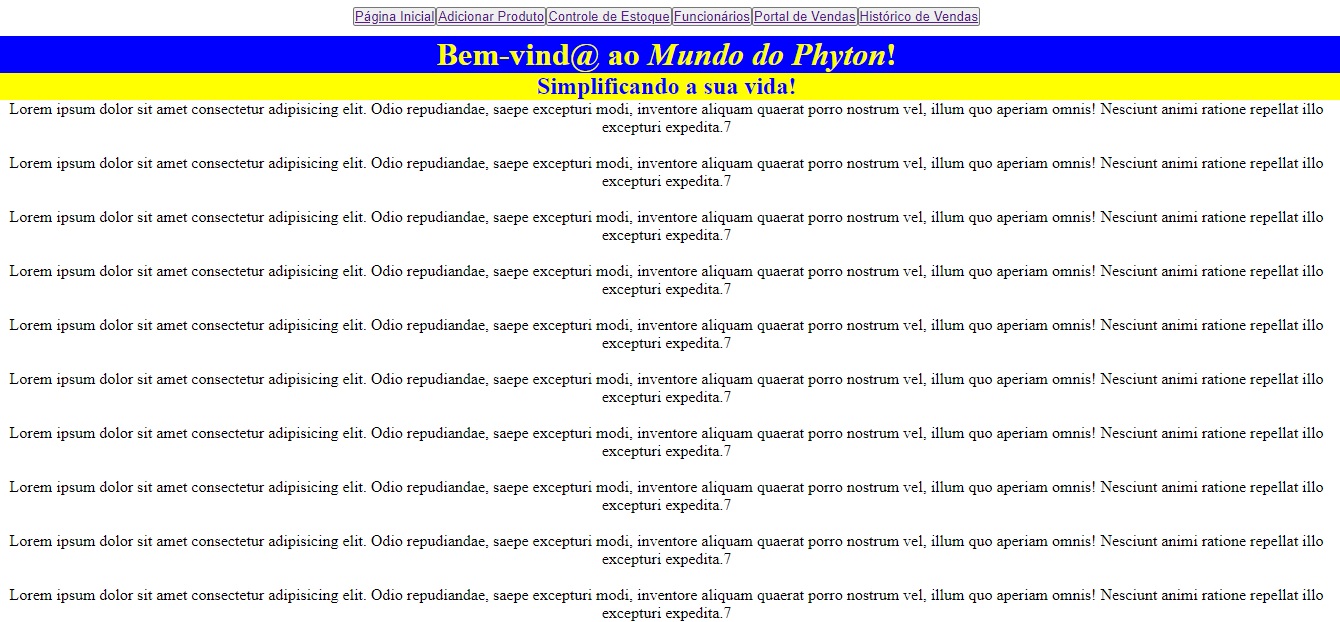 Página Inicial Adicionar Produto Controle de Estoque Funcionários Portal de Vendas Histórico de Vendas
Bem-vind@ ao Mundo do Phyton!
Simplificando a sua vida!
Lorem ipsum dolor sit amet consectetur adipisicing elit. Odio repudiandae, saepe excepturi modi, inventore aliquam quaerat porro nostrum vel, illum quo aperiam omnis! Nesciunt animi ratione repellat illo
excepturi expedita.7
Lorem ipsum dolor sit amet consectetur adipisicing elit. Odio repudiandae, saepe excepturi modi, inventore aliquam quaerat porro nostrum vel, illum quo aperiam omnis! Nesciunt animi ratione repellat illo
excepturi expedita.7
Lorem ipsum dolor sit amet consectetur adipisicing elit. Odio repudiandae, saepe excepturi modi, inventore aliquam quaerat porro nostrum vel, illum quo aperiam omnis! Nesciunt animi ratione repellat illo
excepturi expedita.7
Lorem ipsum dolor sit amet consectetur adipisicing elit. Odio repudiandae, saepe excepturi modi, inventore aliquam quaerat porro nostrum vel, illum quo aperiam omnis! Nesciunt animi ratione repellat illo
excepturi expedita.7
Lorem ipsum dolor sit amet consectetur adipisicing elit. Odio repudiandae, saepe excepturi modi, inventore aliquam quaerat porro nostrum vel, illum quo aperiam omnis! Nesciunt animi ratione repellat illo
excepturi expedita.7
Lorem ipsum dolor sit amet consectetur adipisicing elit. Odio repudiandae, saepe excepturi modi, inventore aliquam quaerat porro nostrum vel, illum quo aperiam omnis! Nesciunt animi ratione repellat illo
excepturi expedita.7
Lorem ipsum dolor sit amet consectetur adipisicing elit. Odio repudiandae, saepe excepturi modi, inventore aliquam quaerat porro nostrum vel, illum quo aperiam omnis! Nesciunt animi ratione repellat illo
excepturi expedita.7
Lorem ipsum dolor sit amet consectetur adipisicing elit. Odio repudiandae, saepe excepturi modi, inventore aliquam quaerat porro nostrum vel, illum quo aperiam omnis! Nesciunt animi ratione repellat illo
excepturi expedita.7
Lorem ipsum dolor sit amet consectetur adipisicing elit. Odio repudiandae, saepe excepturi modi, inventore aliquam quaerat porro nostrum vel, illum quo aperiam omnis! Nesciunt animi ratione repellat illo
excepturi expedita.7
Lorem ipsum dolor sit amet consectetur adipisicing elit. Odio repudiandae, saepe excepturi modi, inventore aliquam quaerat porro nostrum vel, illum quo aperiam omnis! Nesciunt animi ratione repellat illo
excepturi expedita.7